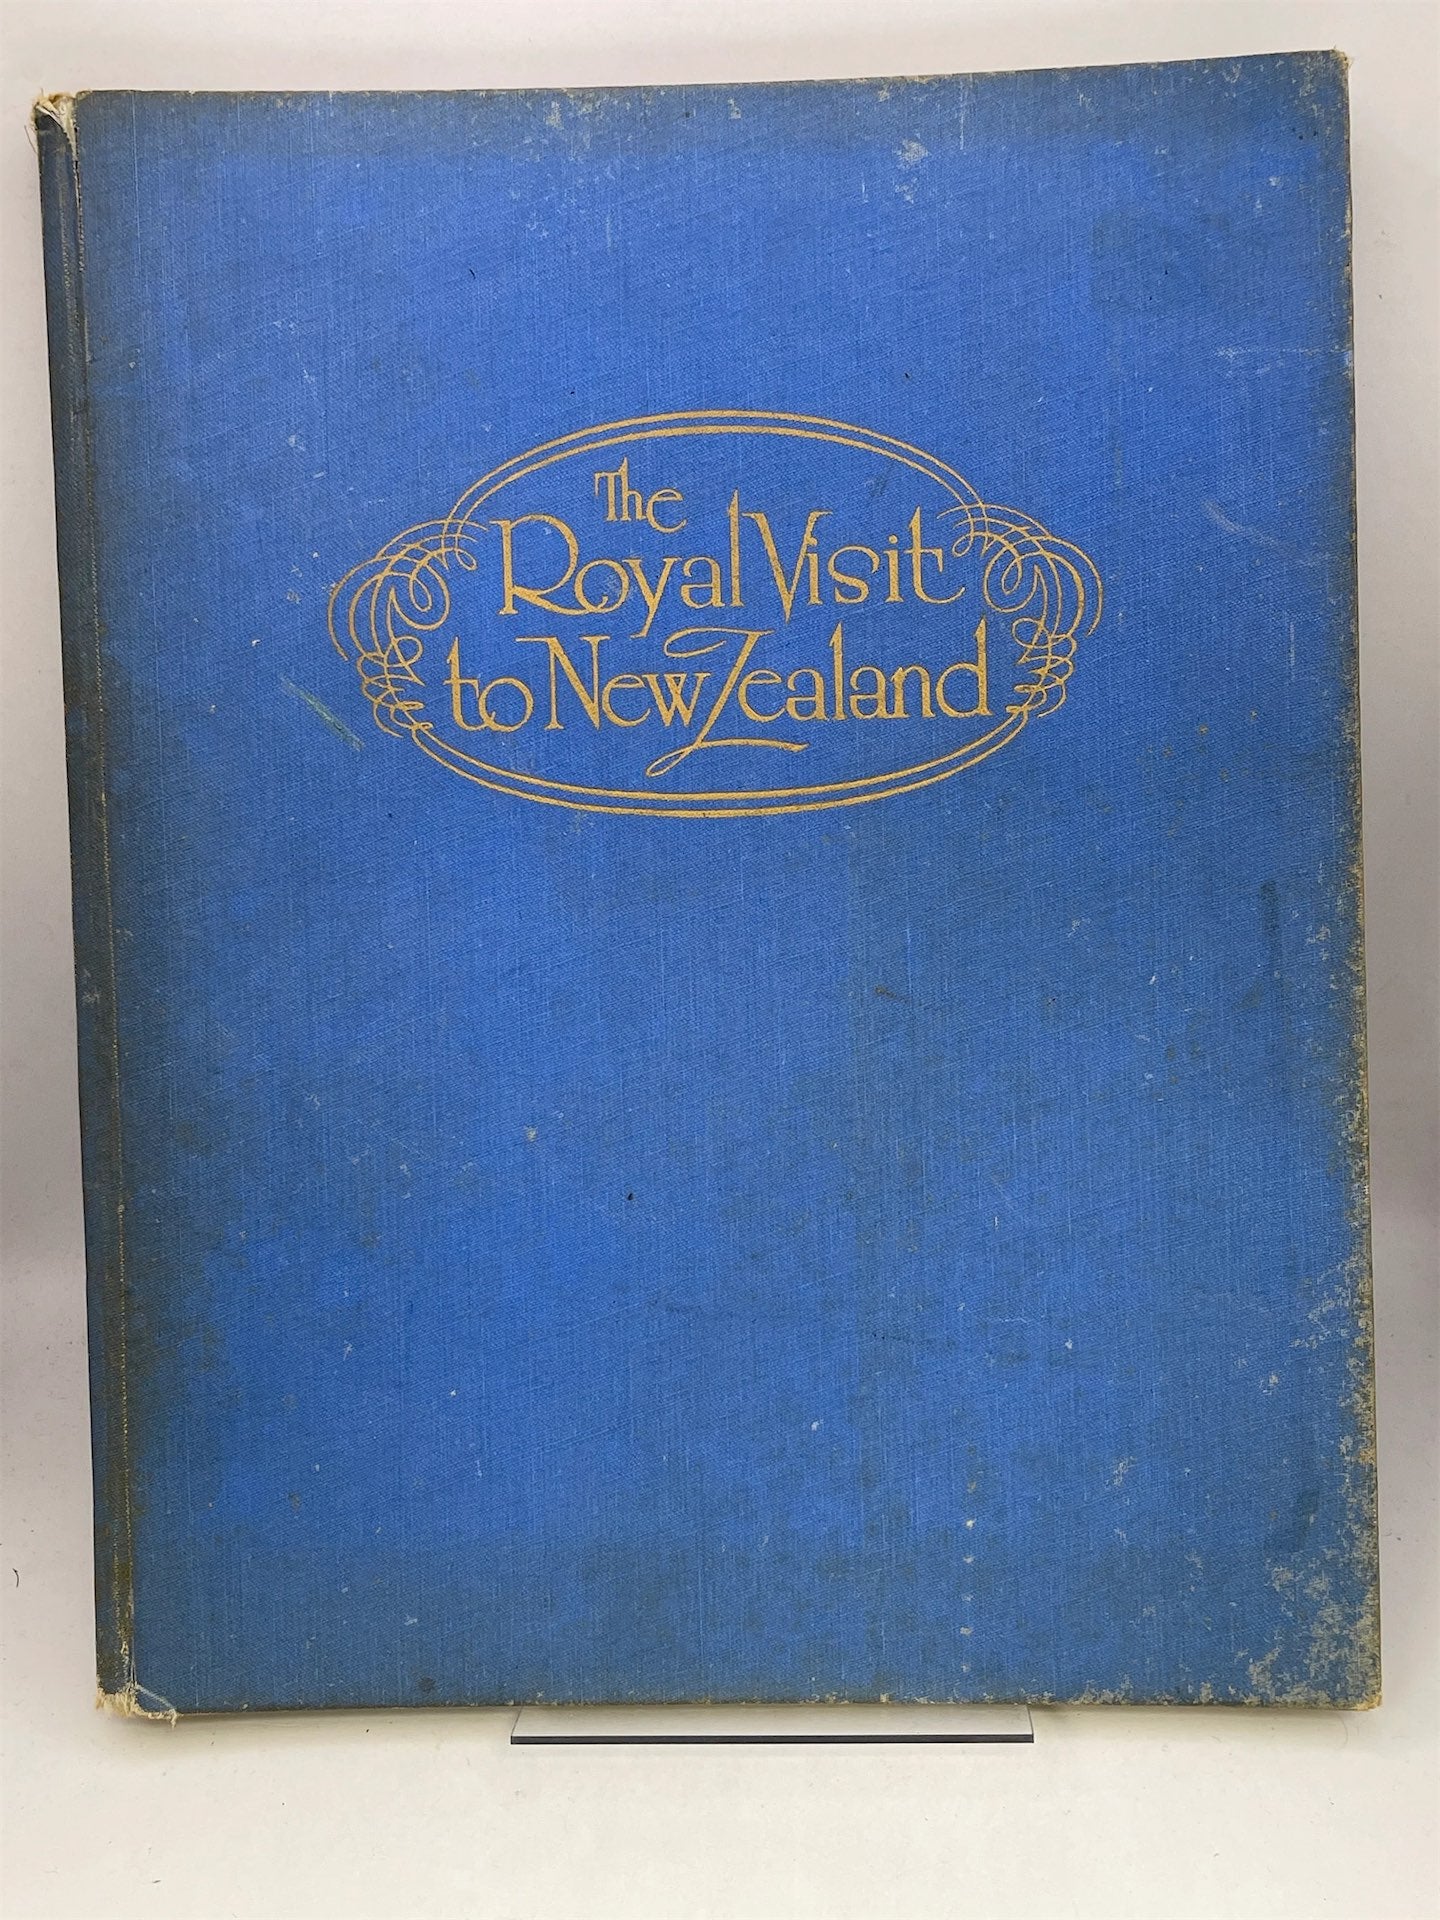 The
Royal Visit
to New Zealand